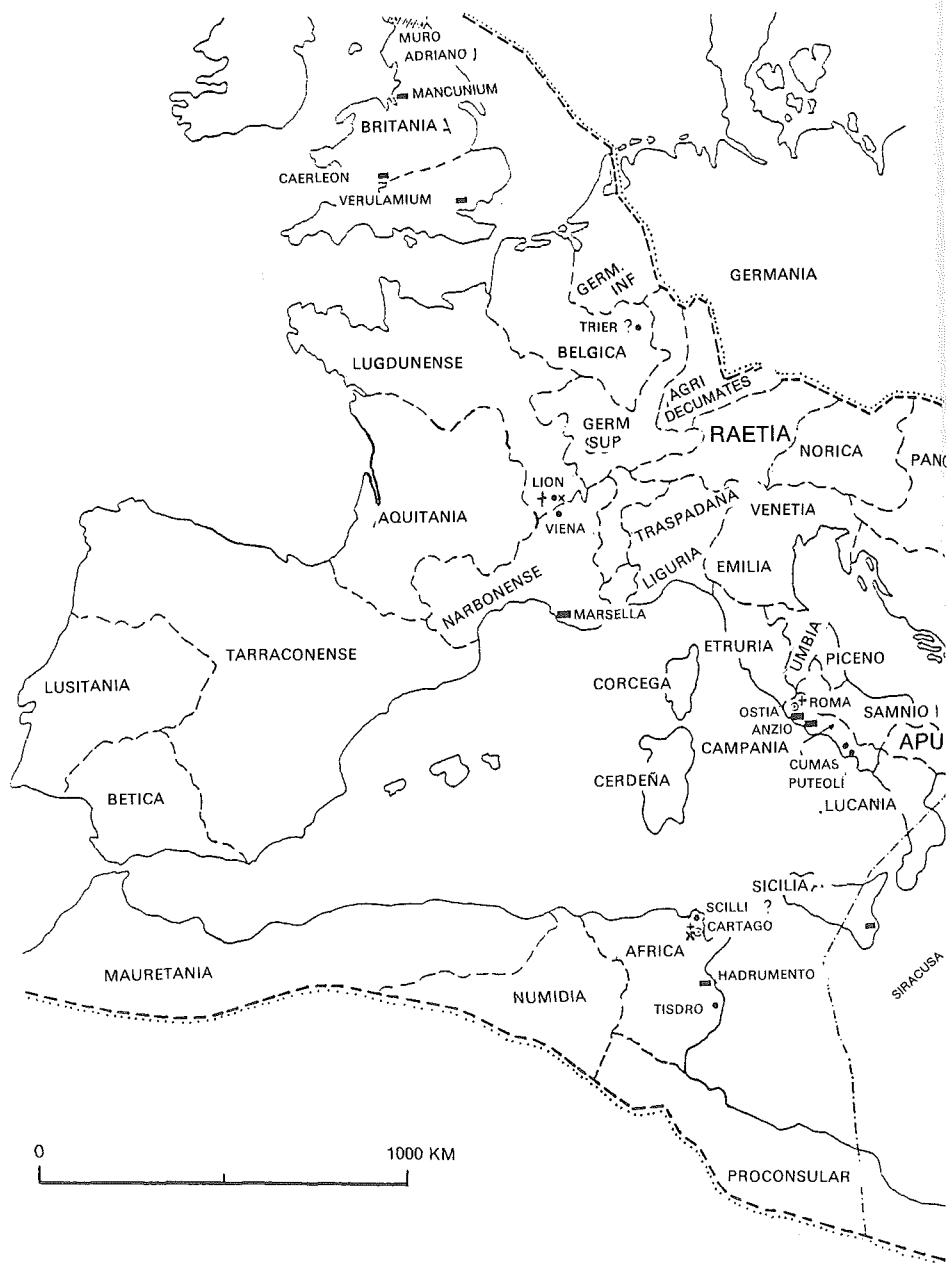 MURO
ADRIANO
MANCUNIUM
BRITANIA
CAERLEON
VERULAMIUM
GERM.
INF
GERMANIA
TRIER ?
BELGICA
LUGDUNENSE
AGRI
DECUMATES
GERM
SUP
RAETIA
NORICA
PANO
LION
VIENA
AQUITANIA
TRASPADAÑA
VENETIA
LIGURIA
EMILIA
NARBONENSE
MARSELLA
TARRACONENSE
LUSITANIA
ETRURIA
UMBIA
PICENO
CORCEGA
ROMA
OSTIA
ANZIO
SAMNIO
CAMPANIA
APU
CERDEÑA
CUMAS
PUTEOLI
LUCANIA
BETICA
SICILIA
SCILLI ?
CARTAGO
AFRICA
MAURETANIA
HADRUMENTO
SIRACUSA
NUMIDIA
TISDRO
0
1000 KM
PROCONSULAR